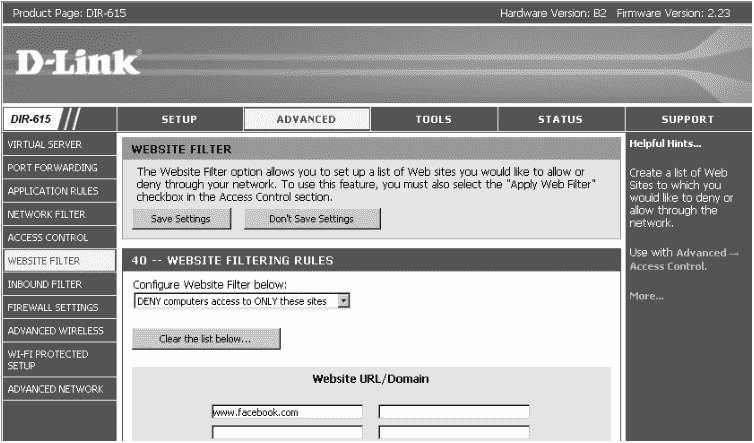 Product Page: DIR-615
Hardware Version: B2 Firmware Version: 2.23
D-Link
DIR-615
SETUP
ADVANCED
TOOLS
STATUS
SUPPORT
VIRTUAL SERVER
PORT FORWARDING
APPLICATION RULES
NETWORK FILTER
ACCESS CONTROL
WEBSITE FILTER
INBOUND FILTER
FIREWALL SETTINGS
ADVANCED WIRELESS
WI-FI PROTECTED
SETUP
ADVANCED NETWORK
WEBSITE FILTER
The Website Filter option allows you to set up a list of Web sites you would like to allow or
deny through your network. To use this feature, you must also select the "Apply Web Filter"
checkbox in the Access Control section.
Save Settings
Don't Save Settings
40 -- WEBSITE FILTERING RULES
Configure Website Filter below:
DENY computers access to ONLY these sites
Clear the list below...
Website URL/Domain
www.facebook.com
Helpful Hints...
Create a list of Web
Sites to which you
would like to deny or
allow through the
network.
Use with Advanced →
Access Control.
More...